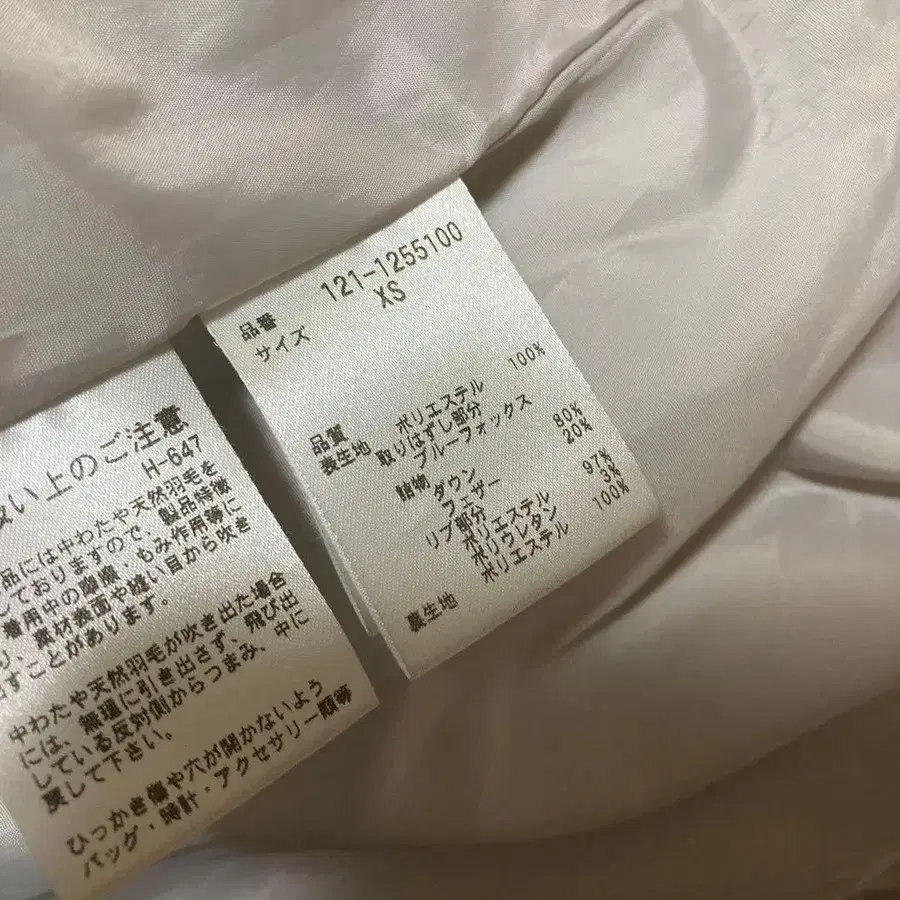 品番 121-1255100
サイズ XS
品質
表生地 ポリエステル 100%
取りはずし部分
ブルーフォックス
詰物 ダウン 80%
フェザー 20%
リブ部分
ポリエステル 97%
ポリウレタン 3%
裏生地 ポリエステル 100%
い上のご注意
H-647
品には中わたや天然羽毛を
しておりますので、製品特徴
着用中の摩擦・もみ作用等に
り、素材表面や縫い目から吹き
出すことがあります。
中わたや天然羽毛が吹き出た場合
には、無理に引き出さず、飛び出
している反対側からつまみ、中に
戻して下さい。
ひっかき傷や穴が開かないよう
バッグ・時計・アクセサリー類等